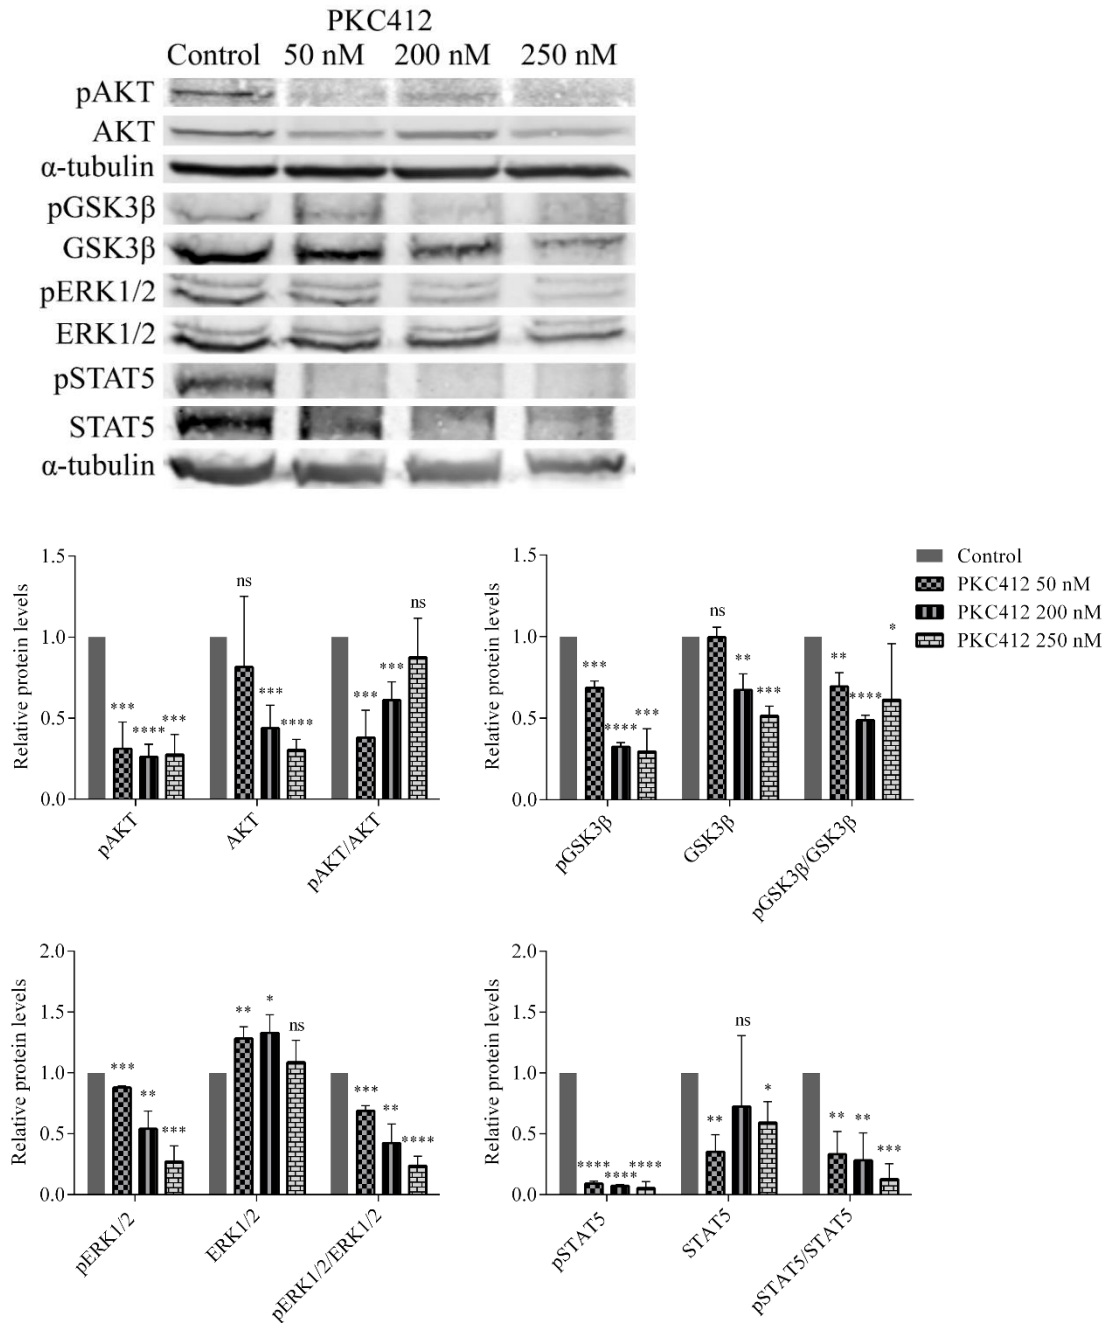 PKC412
Control 50 nM 200 nM 250 nM
pAKT
AKT
α-tubulin
pGSK3β
GSK3β
pERK1/2
ERK1/2
pSTAT5
STAT5
α-tubulin
Relative protein levels
1.5
1.0
0.5
0.0
*** **** ***
ns *** ****
*** *** ns
pAKT
AKT
pAKT/AKT
Relative protein levels
1.5
1.0
0.5
0.0
*** **** ***
ns ** ***
** **** *
pGSK3β
GSK3β
pGSK3β/GSK3β
Control
PKC412 50 nM
PKC412 200 nM
PKC412 250 nM
Relative protein levels
2.0
1.5
1.0
0.5
0.0
*** ** ***
** * ns
*** ** ****
pERK1/2
ERK1/2
pERK1/2/ERK1/2
Relative protein levels
2.0
1.5
1.0
0.5
0.0
**** **** ****
** ns *
** ** ***
pSTAT5
STAT5
pSTAT5/STAT5